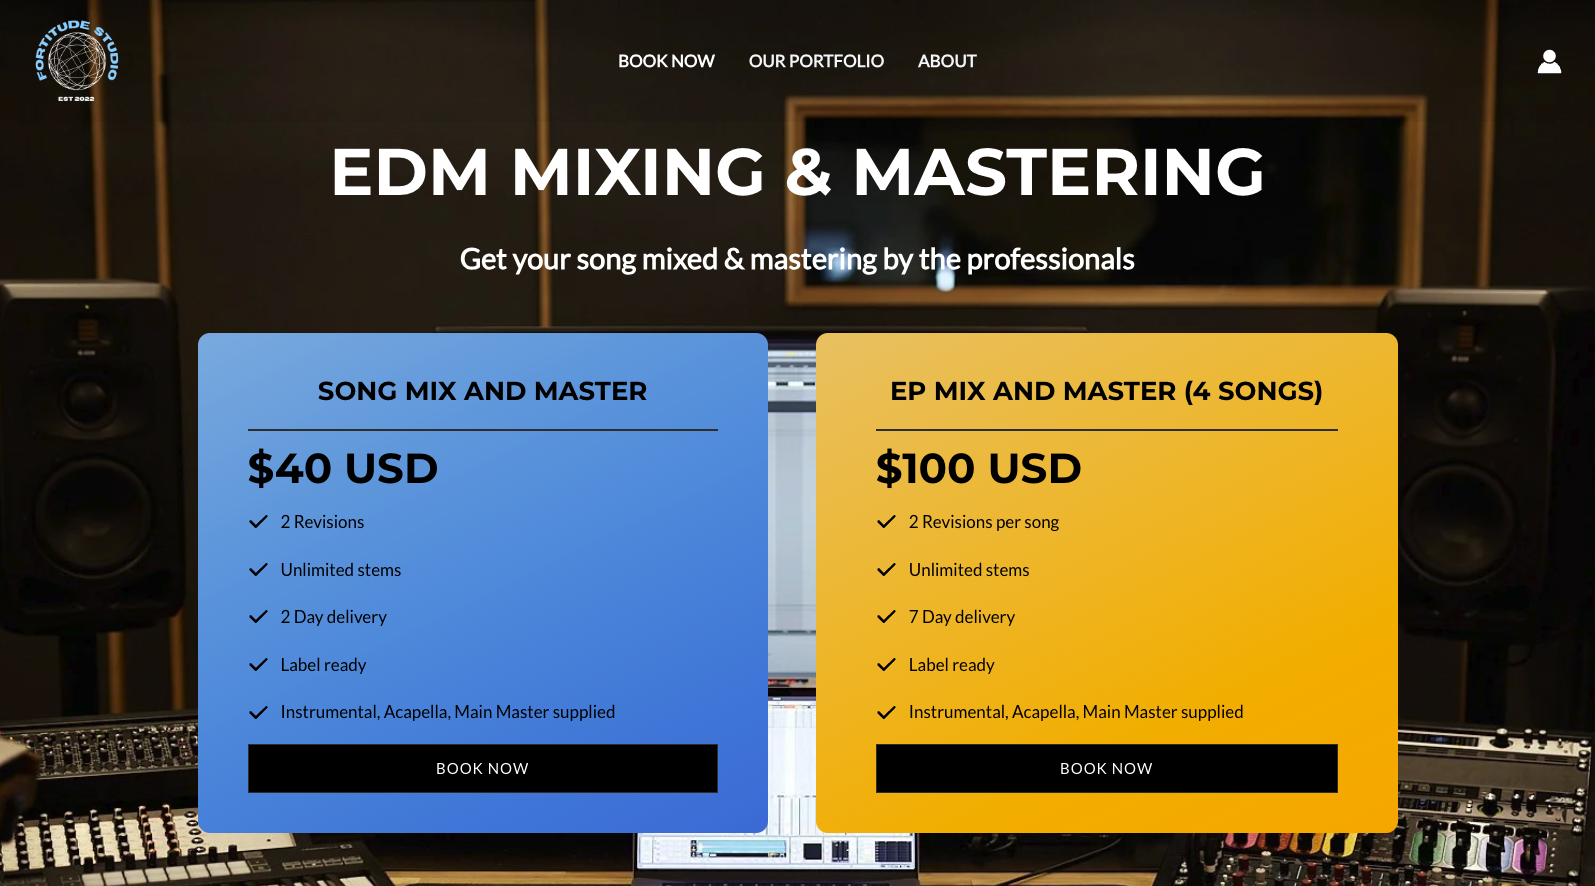 FORTITUDE STUDIO
EST 2022
BOOK NOW
OUR PORTFOLIO
ABOUT
EDM MIXING & MASTERING
Get your song mixed & mastering by the professionals
SONG MIX AND MASTER
$40 USD
2 Revisions
Unlimited stems
2 Day delivery
Label ready
Instrumental, Acapella, Main Master supplied
BOOK NOW
EP MIX AND MASTER (4 SONGS)
$100 USD
2 Revisions per song
Unlimited stems
7 Day delivery
Label ready
Instrumental, Acapella, Main Master supplied
BOOK NOW